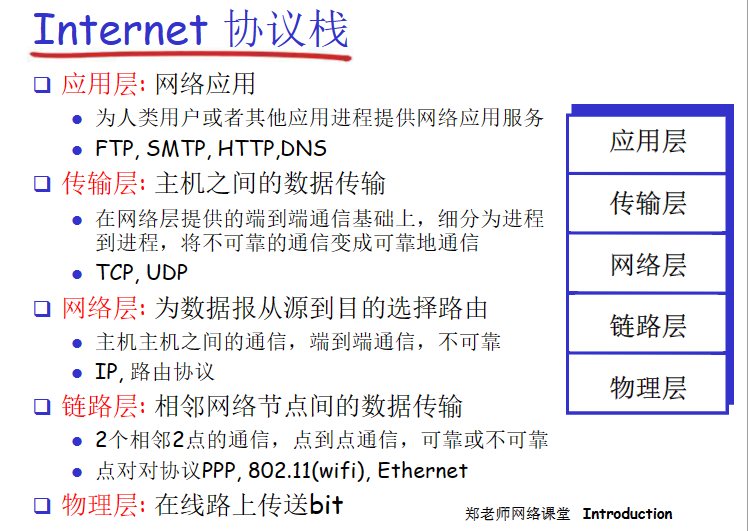 Internet 协议栈
应用层: 网络应用
为人类用户或者其他应用进程提供网络应用服务
FTP, SMTP, HTTP,DNS
传输层: 主机之间的数据传输
在网络层提供的端到端通信基础上，细分为进程
到进程，将不可靠的通信变成可靠地通信
TCP, UDP
网络层: 为数据报从源到目的选择路由
主机主机之间的通信，端到端通信，不可靠
IP, 路由协议
链路层: 相邻网络节点间的数据传输
2个相邻2点的通信，点到点通信，可靠或不可靠
点对对协议PPP, 802.11(wifi), Ethernet
物理层: 在线路上传送bit
应用层
传输层
网络层
链路层
物理层
郑老师网络课堂 Introduction